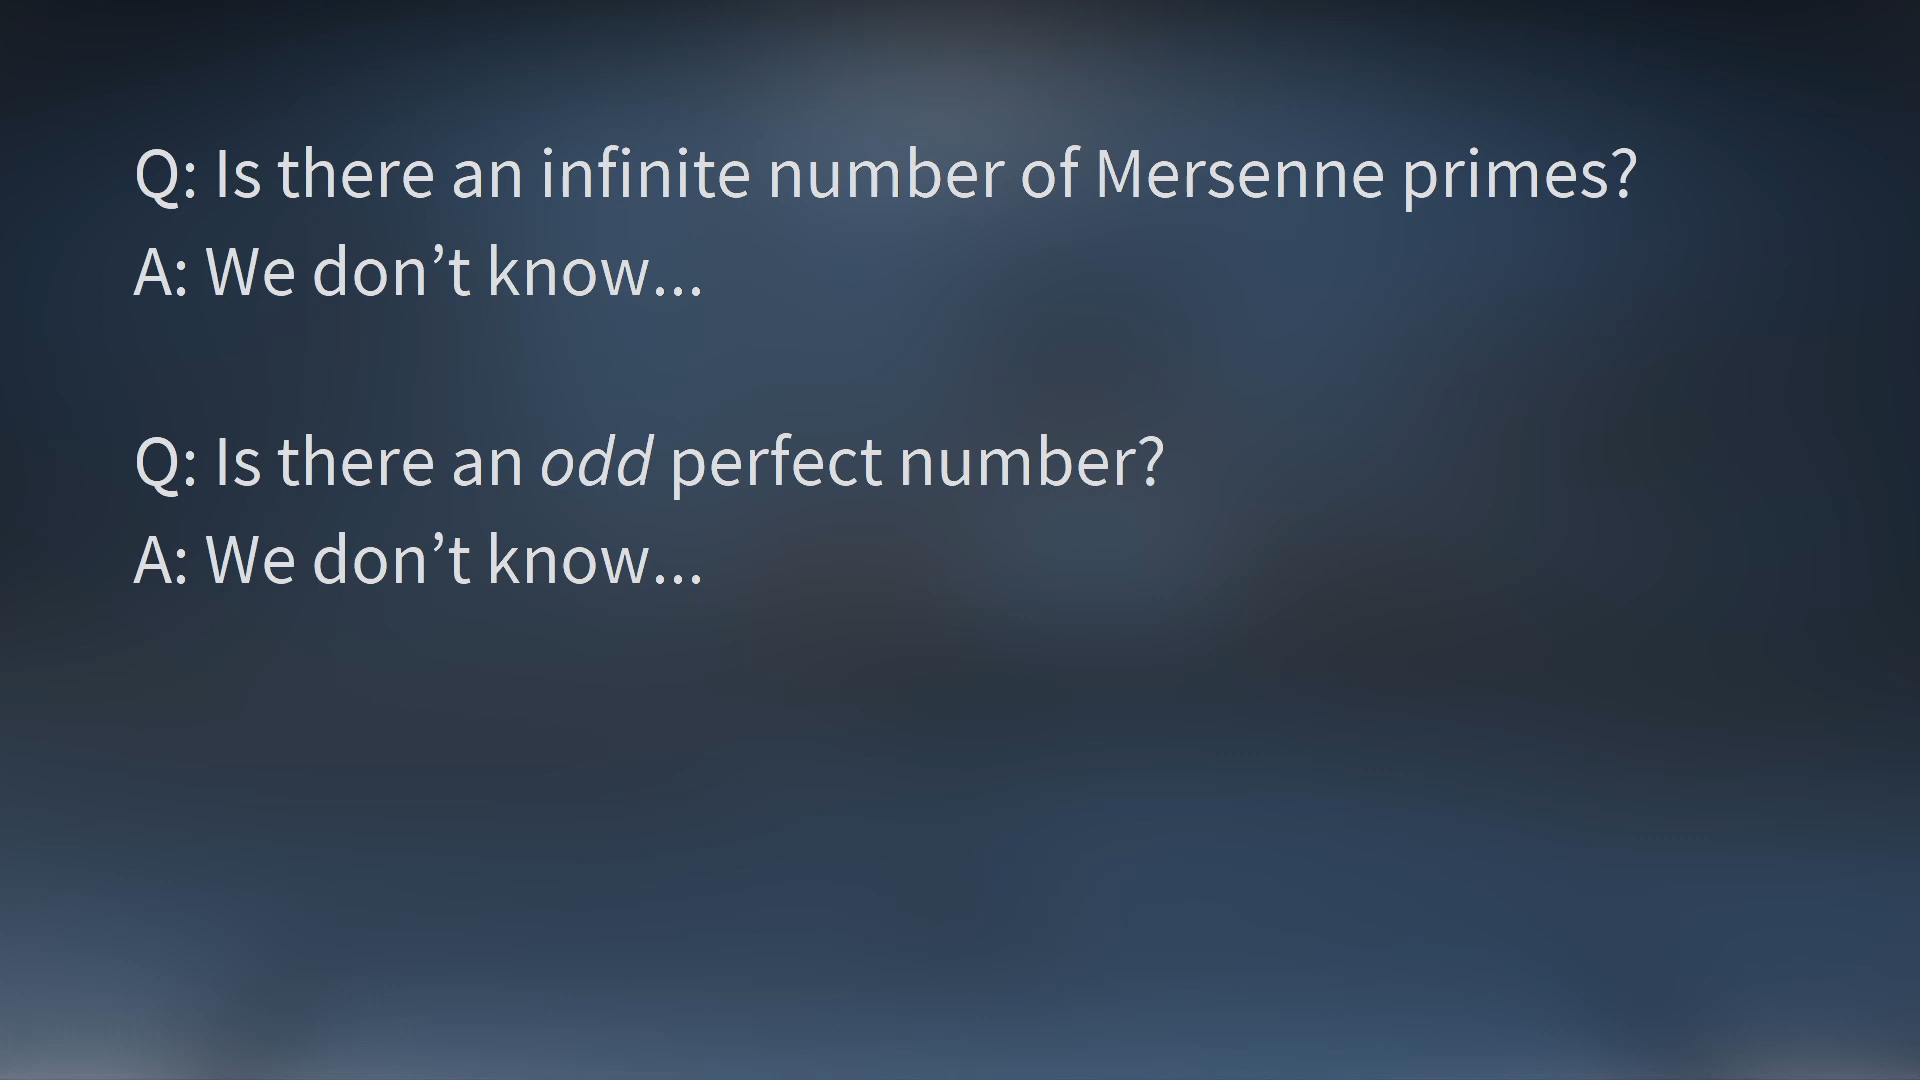 Q: Is there an infinite number of Mersenne primes?
A: We don’t know...
Q: Is there an odd perfect number?
A: We don’t know...